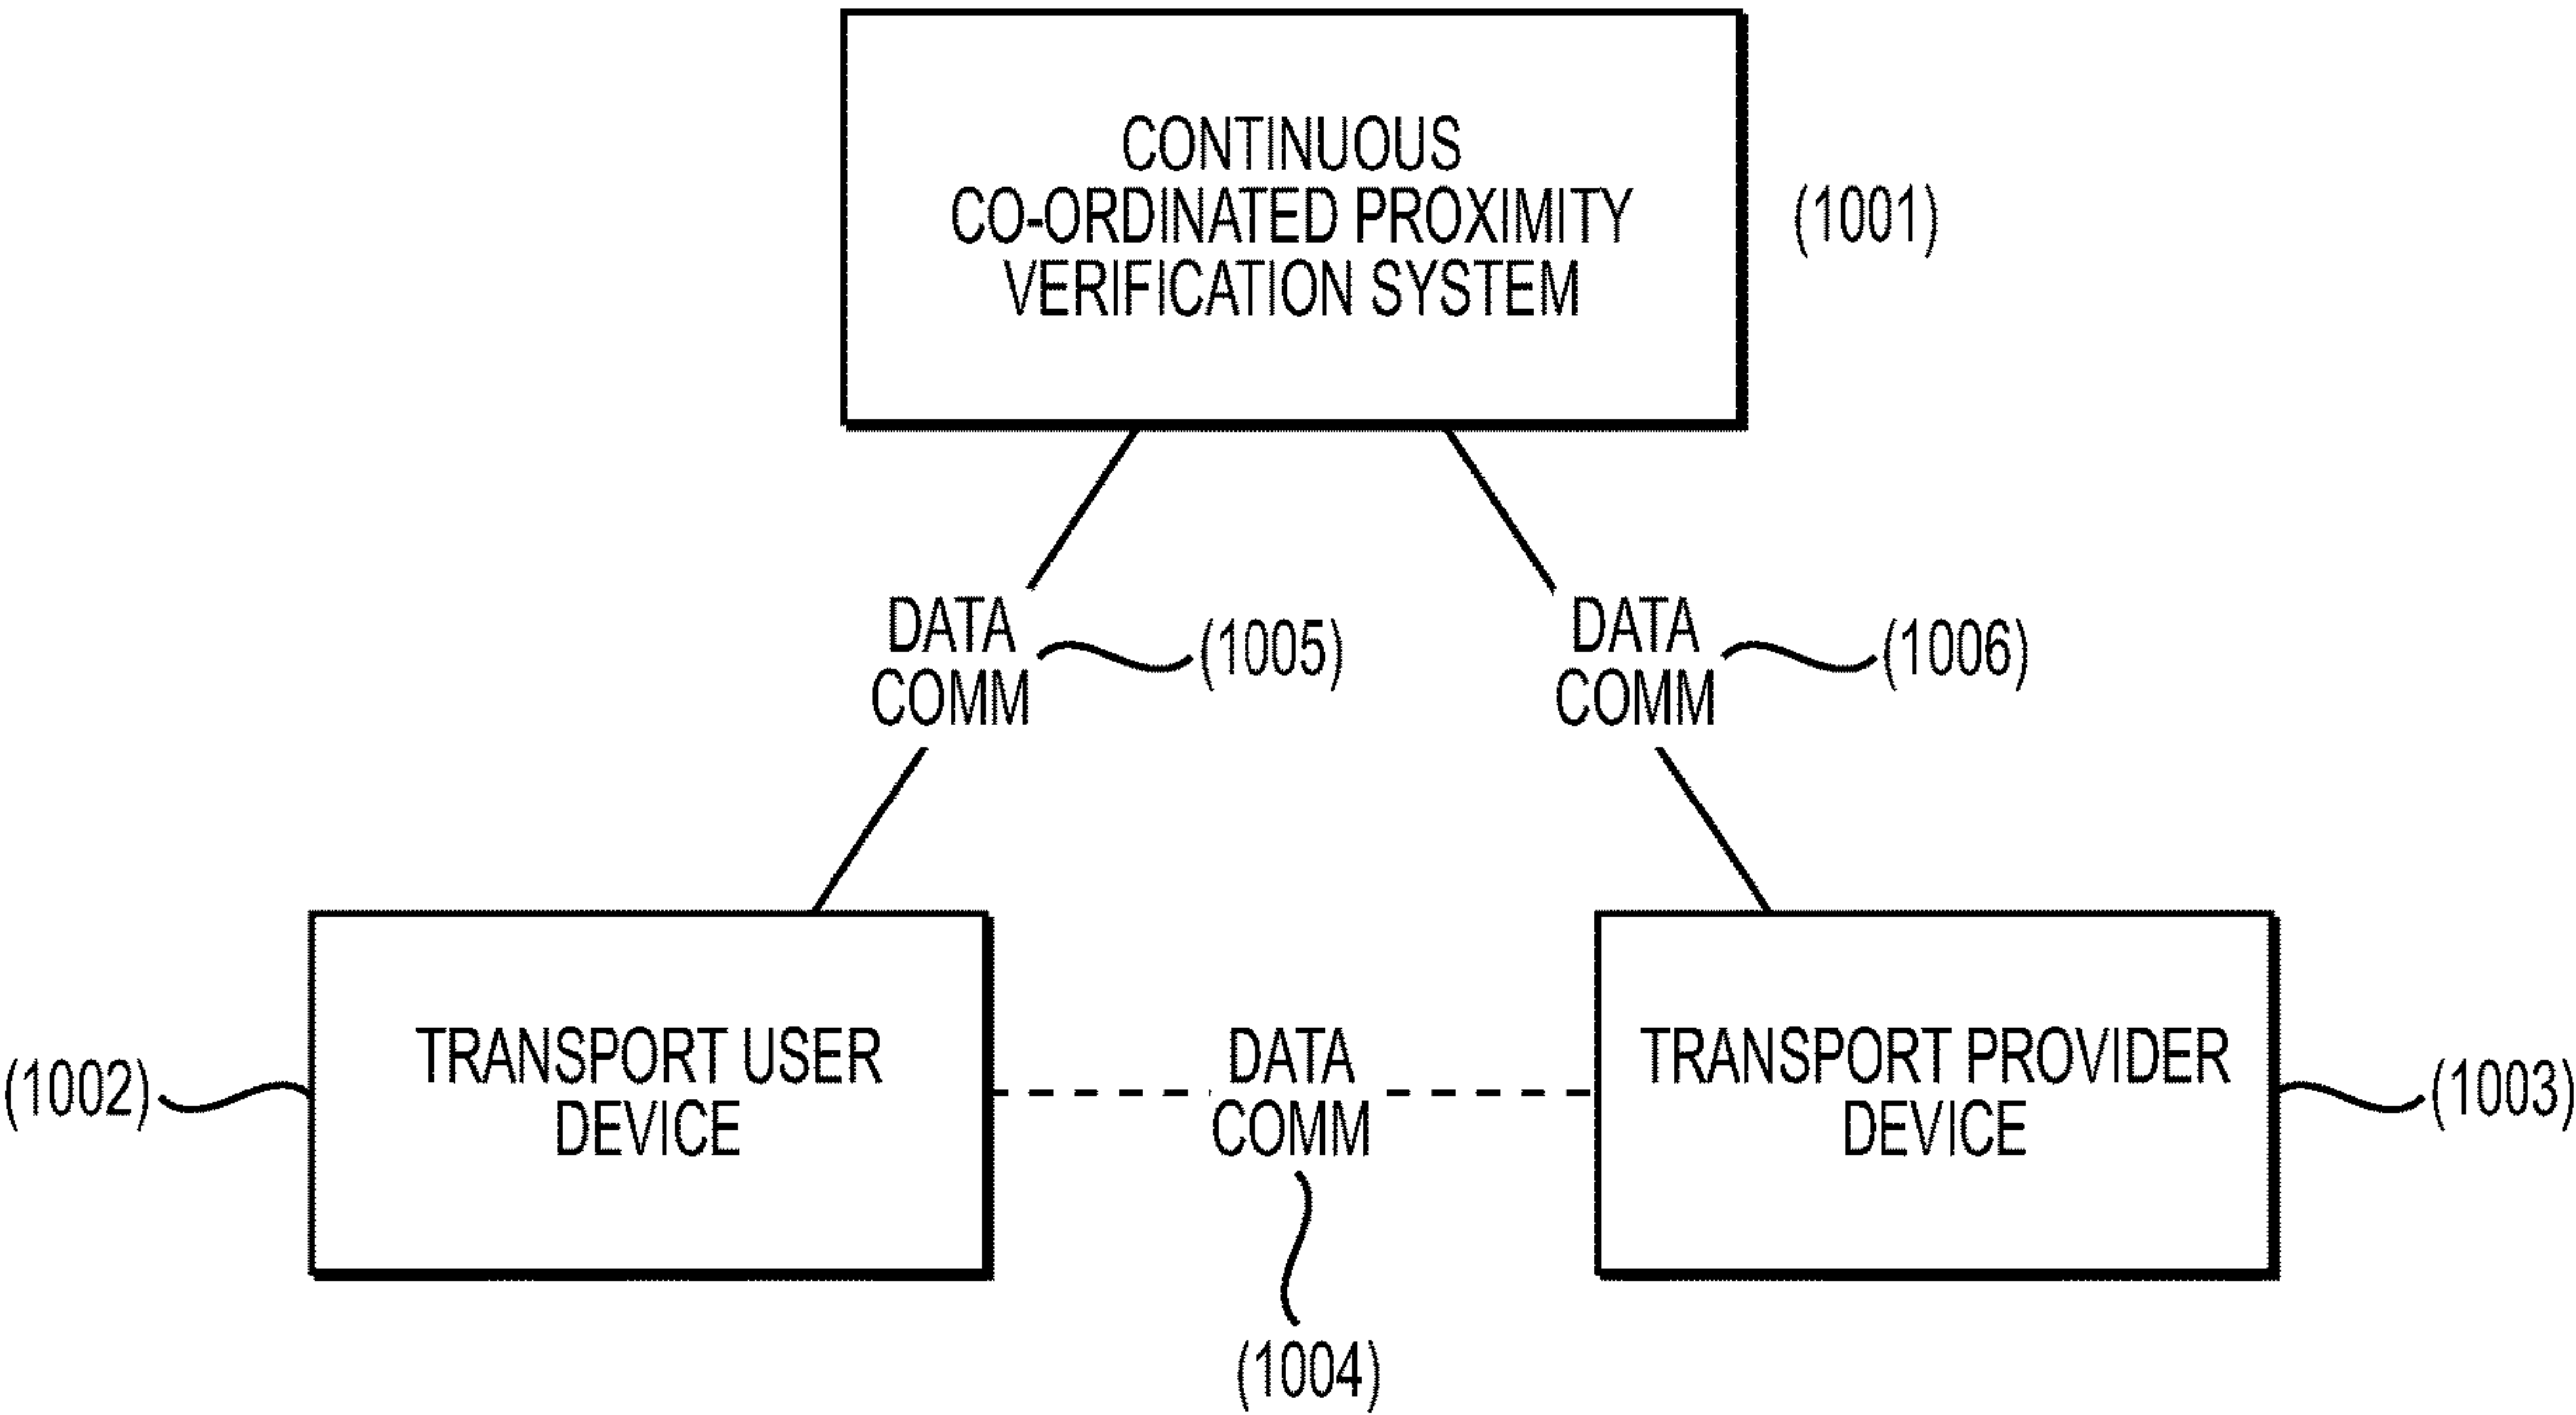 CONTINUOUS
CO-ORDINATED PROXIMITY
VERIFICATION SYSTEM
(1001)
DATA
COMM
(1005)
DATA
COMM
(1006)
(1002)
TRANSPORT USER
DEVICE
DATA
COMM
(1004)
TRANSPORT PROVIDER
DEVICE
(1003)